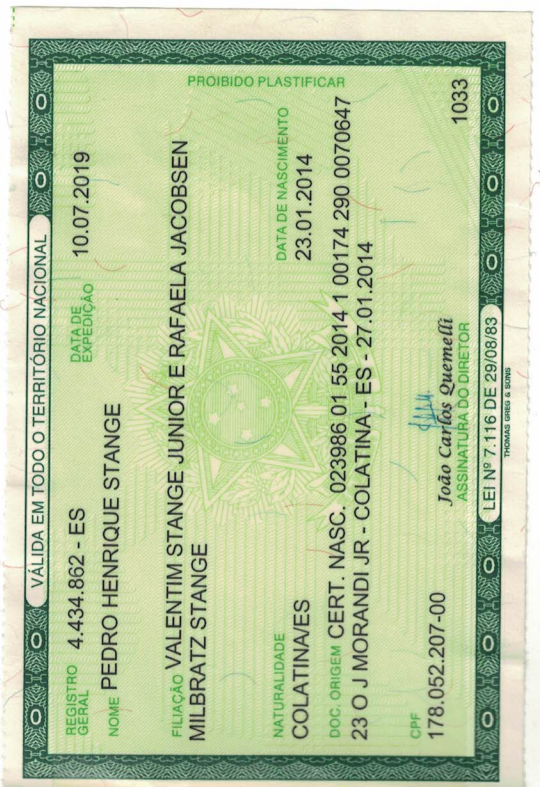 VÁLIDA EM TODO O TERRITÓRIO NACIONAL
REGISTRO GERAL 4.434.862 - ES DATA DE EXPEDIÇÃO 10.07.2019
NOME PEDRO HENRIQUE STANGE
FILIAÇÃO VALENTIM STANGE JUNIOR E RAFAELA JACOBSEN
MILBRATZ STANGE
PROIBIDO PLASTIFICAR
NATURALIDADE DATA DE NASCIMENTO
COLATINA/ES 23.01.2014
DOC. ORIGEM CERT. NASC. 023986 01 55 2014 1 00174 290 0070647
23 O J MORANDI JR - COLATINA - ES - 27.01.2014
CPF
178.052.207-00
João Carlos Quemelli
ASSINATURA DO DIRETOR
1033
LEI Nº 7.116 DE 29/08/83
THOMAS GREG & SONS